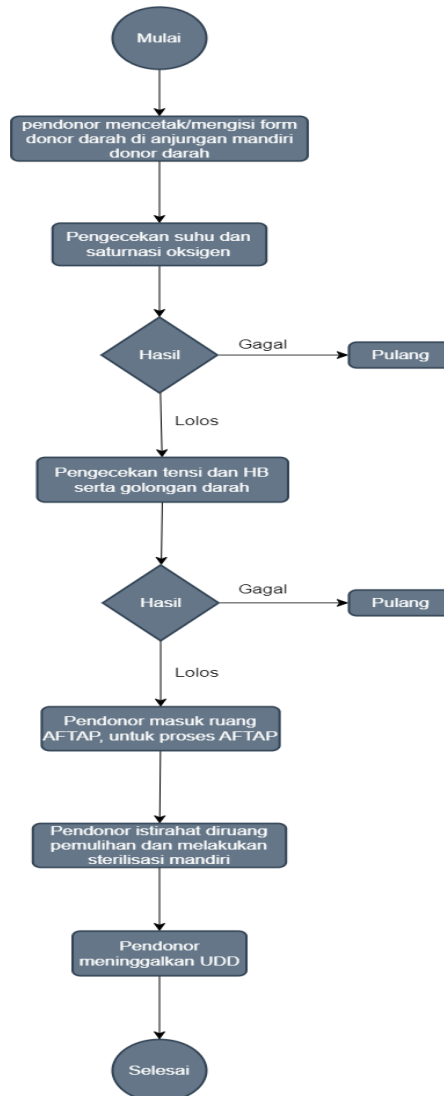 Mulai
pendonor mencetak/mengisi form
donor darah di anjungan mandiri
donor darah
Pengecekan suhu dan
saturnasi oksigen
Hasil
Gagal
Pulang
Lolos
Pengecekan tensi dan HB
serta golongan darah
Hasil
Gagal
Pulang
Lolos
Pendonor masuk ruang
AFTAP, untuk proses AFTAP
Pendonor istirahat diruang
pemulihan dan melakukan
sterilisasi mandiri
Pendonor
meninggalkan UDD
Selesai